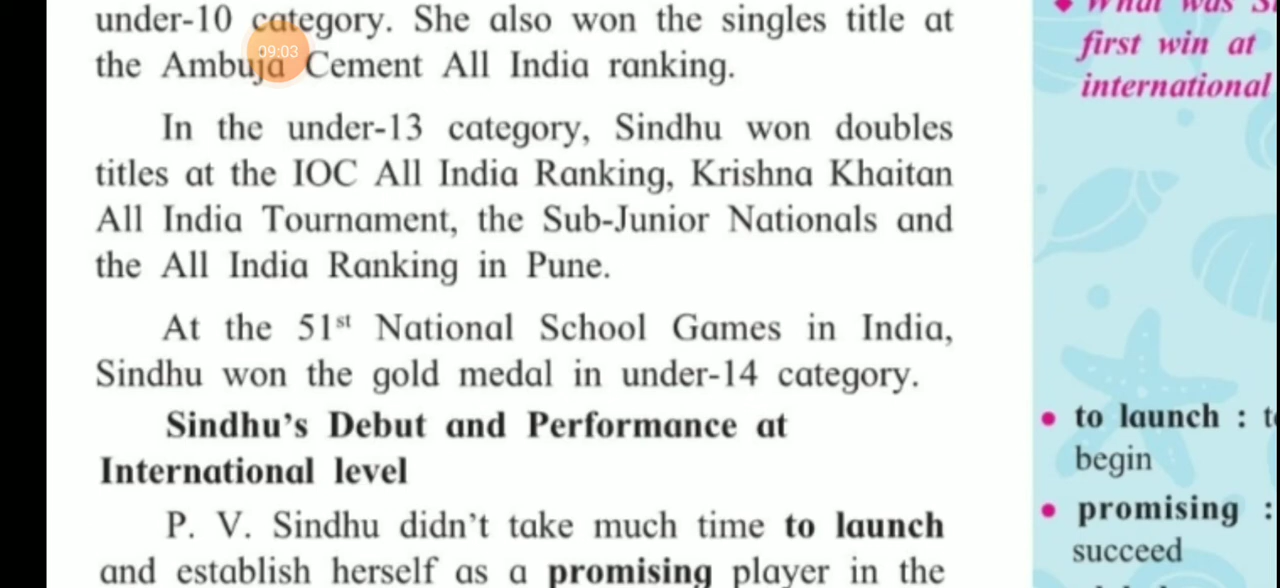 under-10 category. She also won the singles title at
the Ambuja Cement All India ranking.
In the under-13 category, Sindhu won doubles
titles at the IOC All India Ranking, Krishna Khaitan
All India Tournament, the Sub-Junior Nationals and
the All India Ranking in Pune.
At the 51st National School Games in India,
Sindhu won the gold medal in under-14 category.
Sindhu's Debut and Performance at
International level
P. V. Sindhu didn't take much time to launch
and establish herself as a promising player in the
09:03
What was
first win at
international
• to launch :
begin
• promising :
succeed